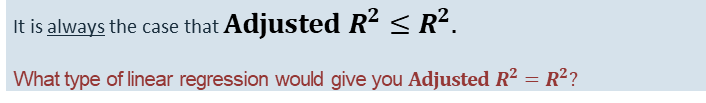 It is always the case that Adjusted R² ≤ R².
What type of linear regression would give you Adjusted R² = R²?